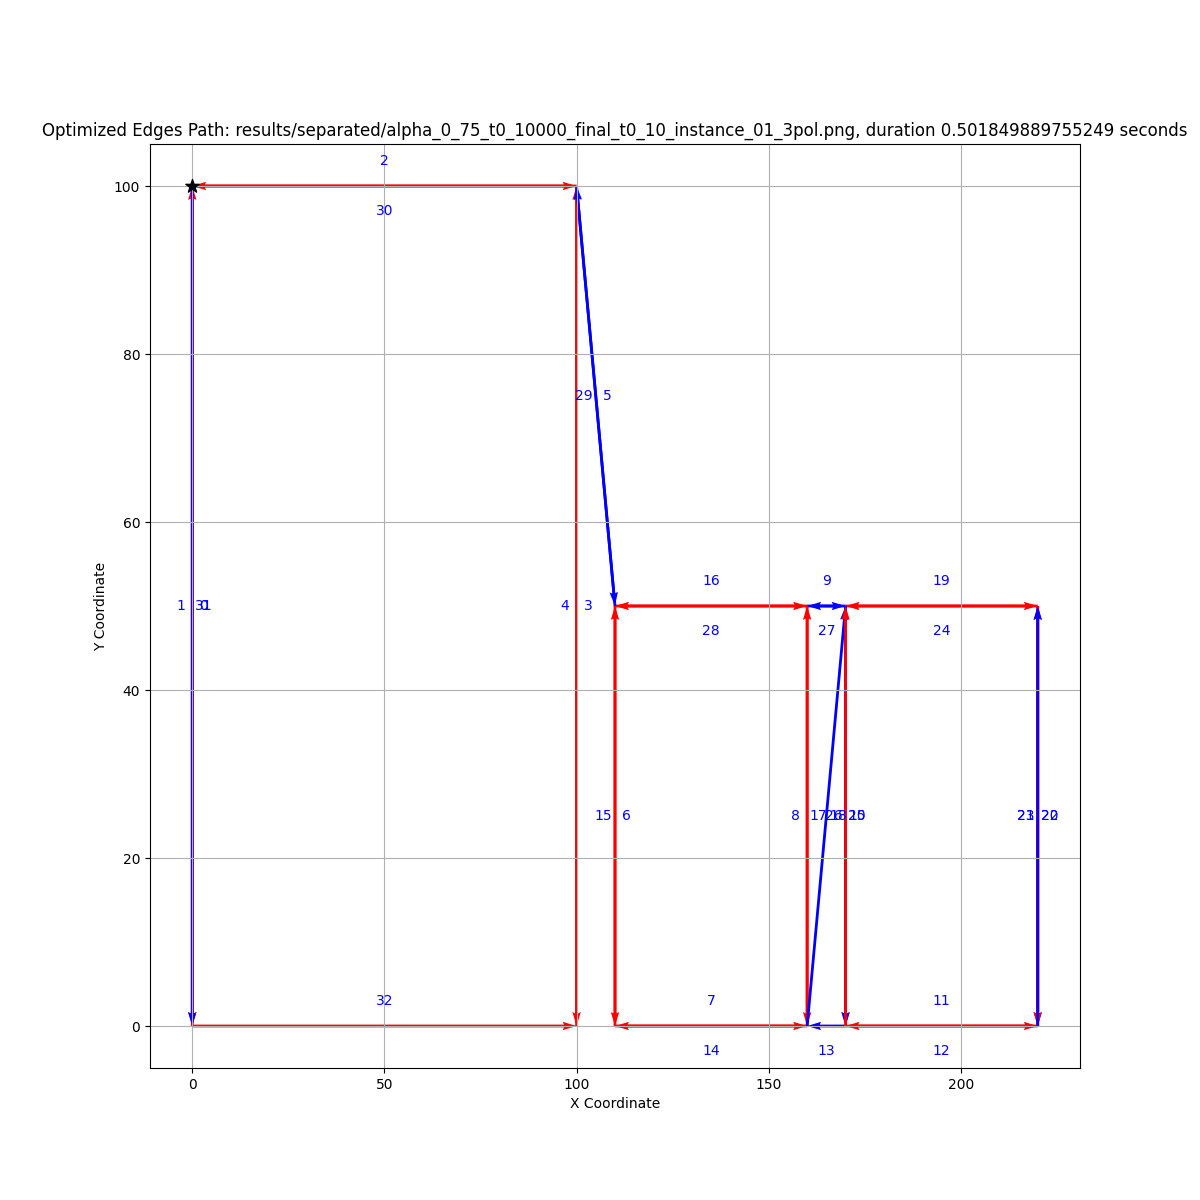 Optimized Edges Path: results/separated/alpha_0_75_t0_10000_final_t0_10_instance_01_3pol.png, duration 0.501849889755249 seconds
2
100
30
80
29 5
60
16 9 19
1 31 4 3
28 27 24
Y Coordinate
40
15 6 8 17 21 22
20
32 7 11
0
14 13 12
0 50 100 150 200
X Coordinate